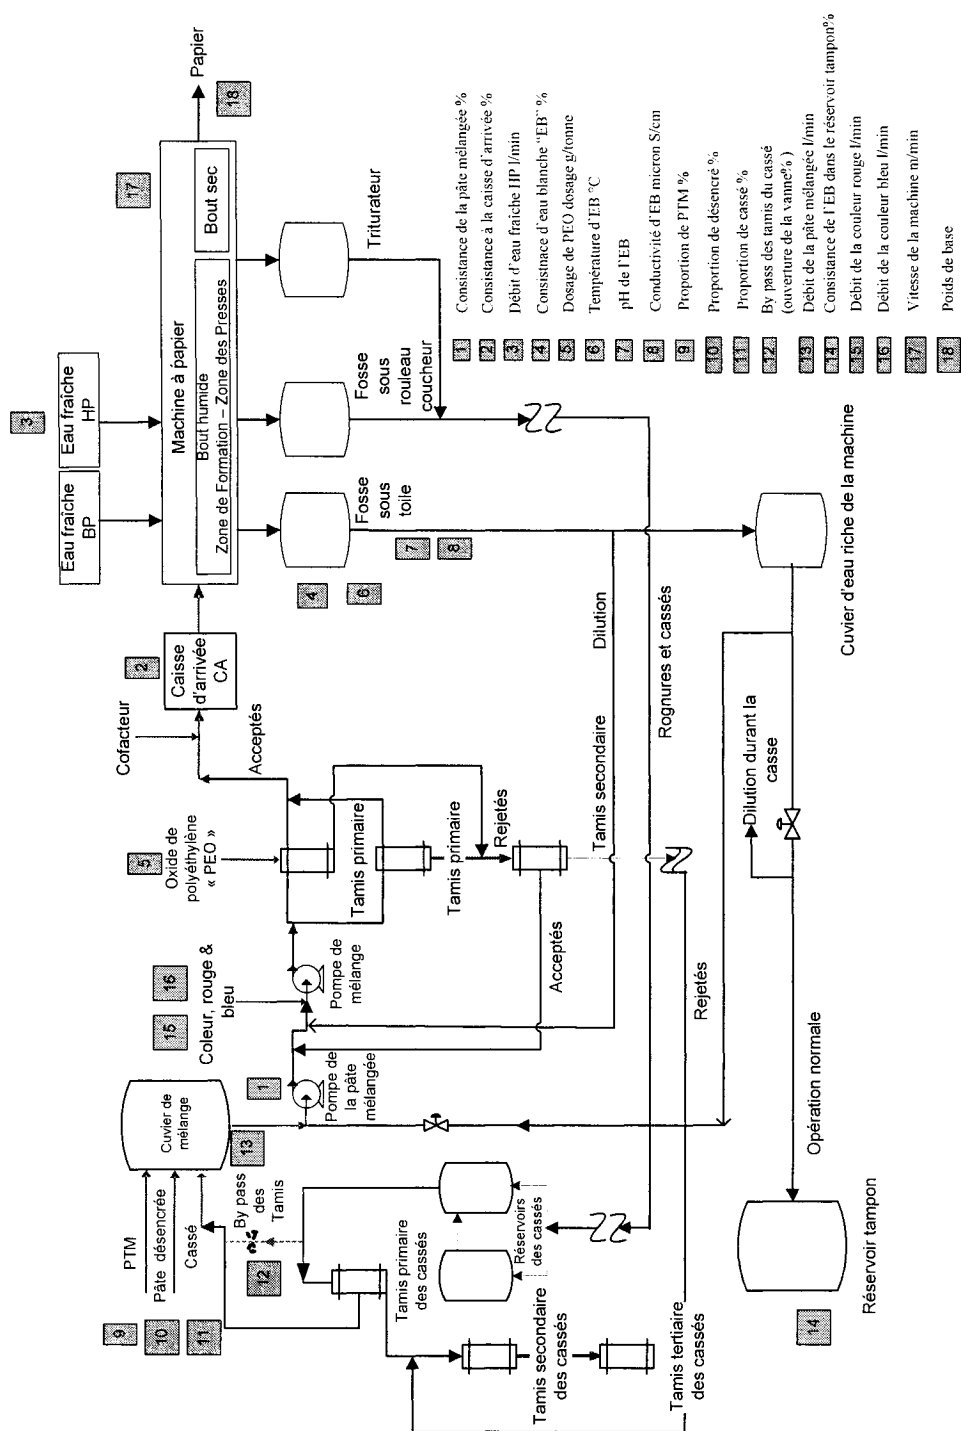 Eau fraîche
BP
Eau fraîche
HP
3
Machine à papier
17
Bout humide
Zone de Formation – Zone des Presses
Bout sec
Papier
18
2
Caisse
d'arrivée
CA
Cofacteur
Acceptés
4
6
7
8
Fosse
sous
toile
Fosse
sous
rouleau
coucheur
Triturateur
5
Oxide de
polyéthylène
« PEO »
Tamis primaire
Tamis primaire
Rejetés
Tamis secondaire
Dilution
Rognures et cassés
15
16
Coleur, rouge &
bleu
Pompe de
mélange
Acceptés
Rejetés
1
Pompe de
la pâte
mélangée
Cuvier de
mélange
13
PTM
Pâte désencrée
Cassé
9
10
11
By pass
des
Tamis
12
Tamis primaire
des cassés
Réservoirs
des cassés
Tamis secondaire
des cassés
Tamis tertiaire
des cassés
Dilution durant la
casse
Cuvier d'eau riche de la machine
Opération normale
Réservoir tampon
14
1 Consistance de la pâte mélangée %
2 Constance à la caisse d'arrivée %
3 Débit d'eau fraîche HP l/min
4 Consistnace d'eau blanche "EB" %
5 Dosage de PEO dosage g/tonne
6 Température d'EB °C
7 pH de l'EB
8 Conductivité d'EB micron S/cm
9 Proportion de PTM %
10 Proportion de désencré %
11 Proportion de cassé %
12 By pass des tamis du cassé
(ouverture de la vanne% )
13 Débit de la pâte mélangée l/min
14 Consistance de l'EB dans le réservoir tampon%
15 Débit de la couleur rouge l/min
16 Débit de la couleur bleu l/min
17 Vitesse de la machine m/min
18 Poids de base